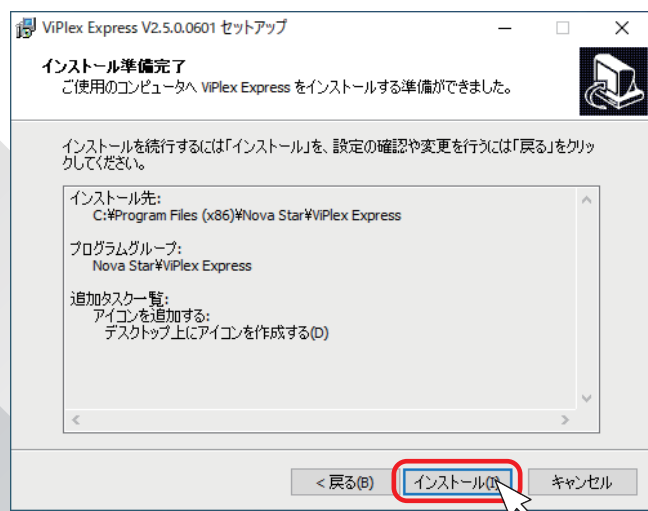 ViPlex Express V2.5.0.0601 セットアップ
インストール準備完了
ご使用のコンピュータへ ViPlex Express をインストールする準備ができました。
インストールを続行するには「インストール」を、設定の確認や変更を行うには「戻る」をクリッ
クしてください。
インストール先:
C:¥Program Files (x86)¥Nova Star¥ViPlex Express
プログラムグループ:
Nova Star¥ViPlex Express
追加タスク一覧:
アイコンを追加する:
デスクトップ上にアイコンを作成する(D)
< 戻る(B)
インストール(I)
キャンセル